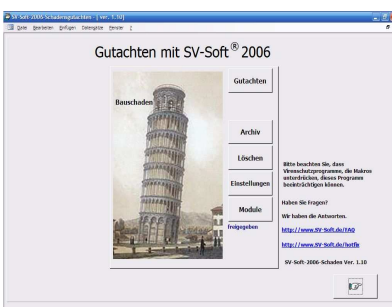 SV-Soft-2006-Schadensgutachten - [ ver. 1.10]
Datei Bearbeiten Einfügen Datensätze Fenster ?
Gutachten mit SV-Soft® 2006
Gutachten
Bauschaden
Archiv
Löschen
Einstellungen
Module
freigegeben
Bitte beachten Sie, dass
Virenschutzprogramme, die Makros
unterdrücken, dieses Programm
beeinträchtigen können.
Haben Sie Fragen?
Wir haben die Antworten.
http://www.SV-Soft.de/FAQ
http://www.SV-Soft.de/hotfix
SV-Soft-2006-Schaden Ver. 1.10